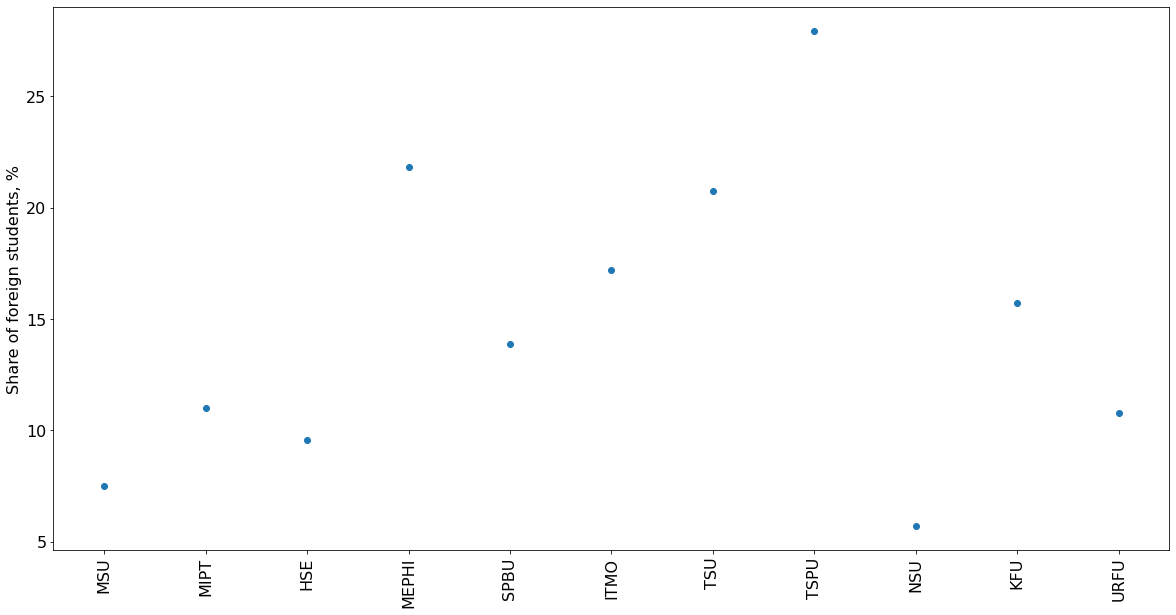 Share of foreign students, %
25
20
15
10
5
MSU
MIPT
HSE
MEPHI
SPBU
ITMO
TSU
TSPU
NSU
KFU
URFU